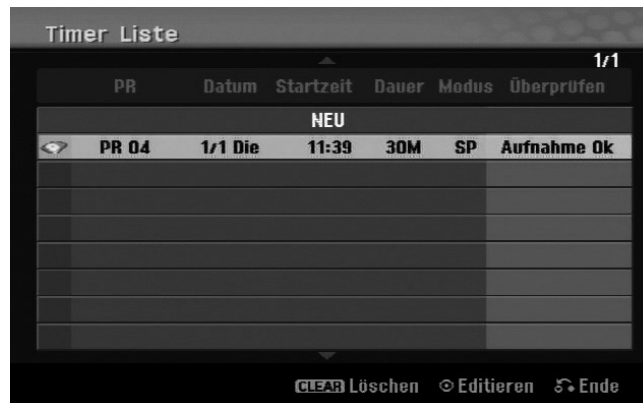 Timer Liste
1/1
PR Datum Startzeit Dauer Modus Überprüfen
NEU
PR 04 1/1 Die 11:39 30M SP Aufnahme Ok
CLEAR Löschen Editieren Ende